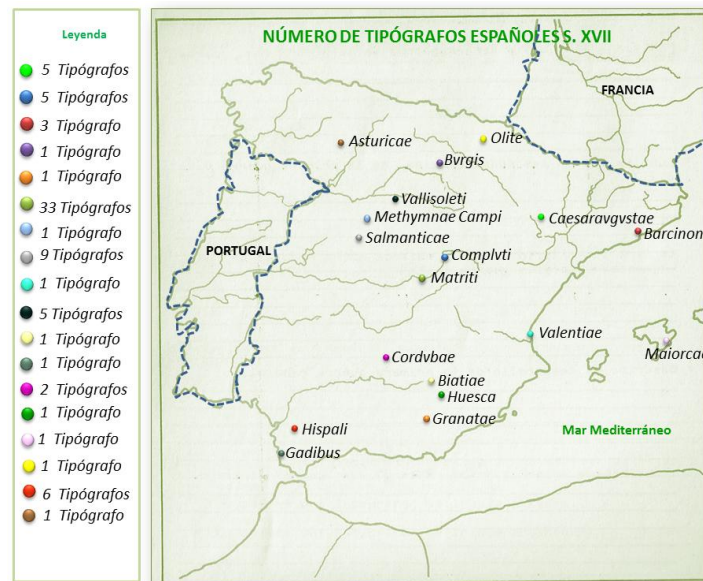 Leyenda
5 Tipógrafos
5 Tipógrafos
3 Tipógrafo
1 Tipógrafo
1 Tipógrafo
33 Tipógrafos
1 Tipógrafo
9 Tipógrafos
1 Tipógrafo
5 Tipógrafos
1 Tipógrafo
1 Tipógrafo
2 Tipógrafos
1 Tipógrafo
1 Tipógrafo
1 Tipógrafo
6 Tipógrafos
1 Tipógrafo
NÚMERO DE TIPÓGRAFOS ESPAÑOLES S. XVII
FRANCIA
Asturicae
Olite
Bvrgis
Vallisoleti
Methymnae Campi
Caesaravgvstae
Salmanticae
Barcinon
PORTUGAL
Complvti
Matriti
Valentiae
Maiorcae
Cordvbae
Biatiae
Huesca
Granatae
Hispali
Mar Mediterráneo
Gadibus